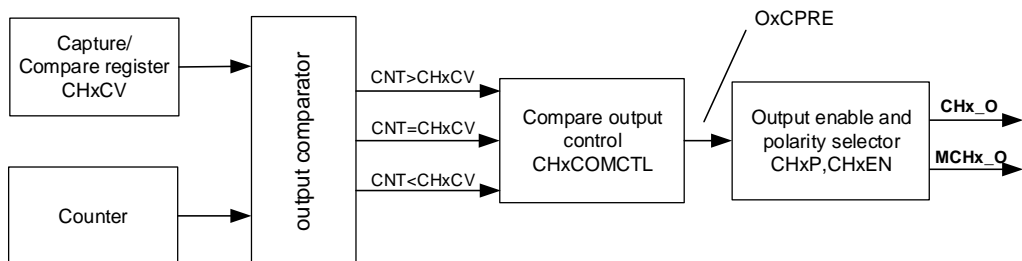 OxCPRE
Capture/
Compare register
CHxCV
Counter
output comparator
CNT>CHxCV
CNT=CHxCV
CNT<CHxCV
Compare output
control
CHxCOMCTL
Output enable and
polarity selector
CHxP,CHxEN
CHx_O
MCHx_O